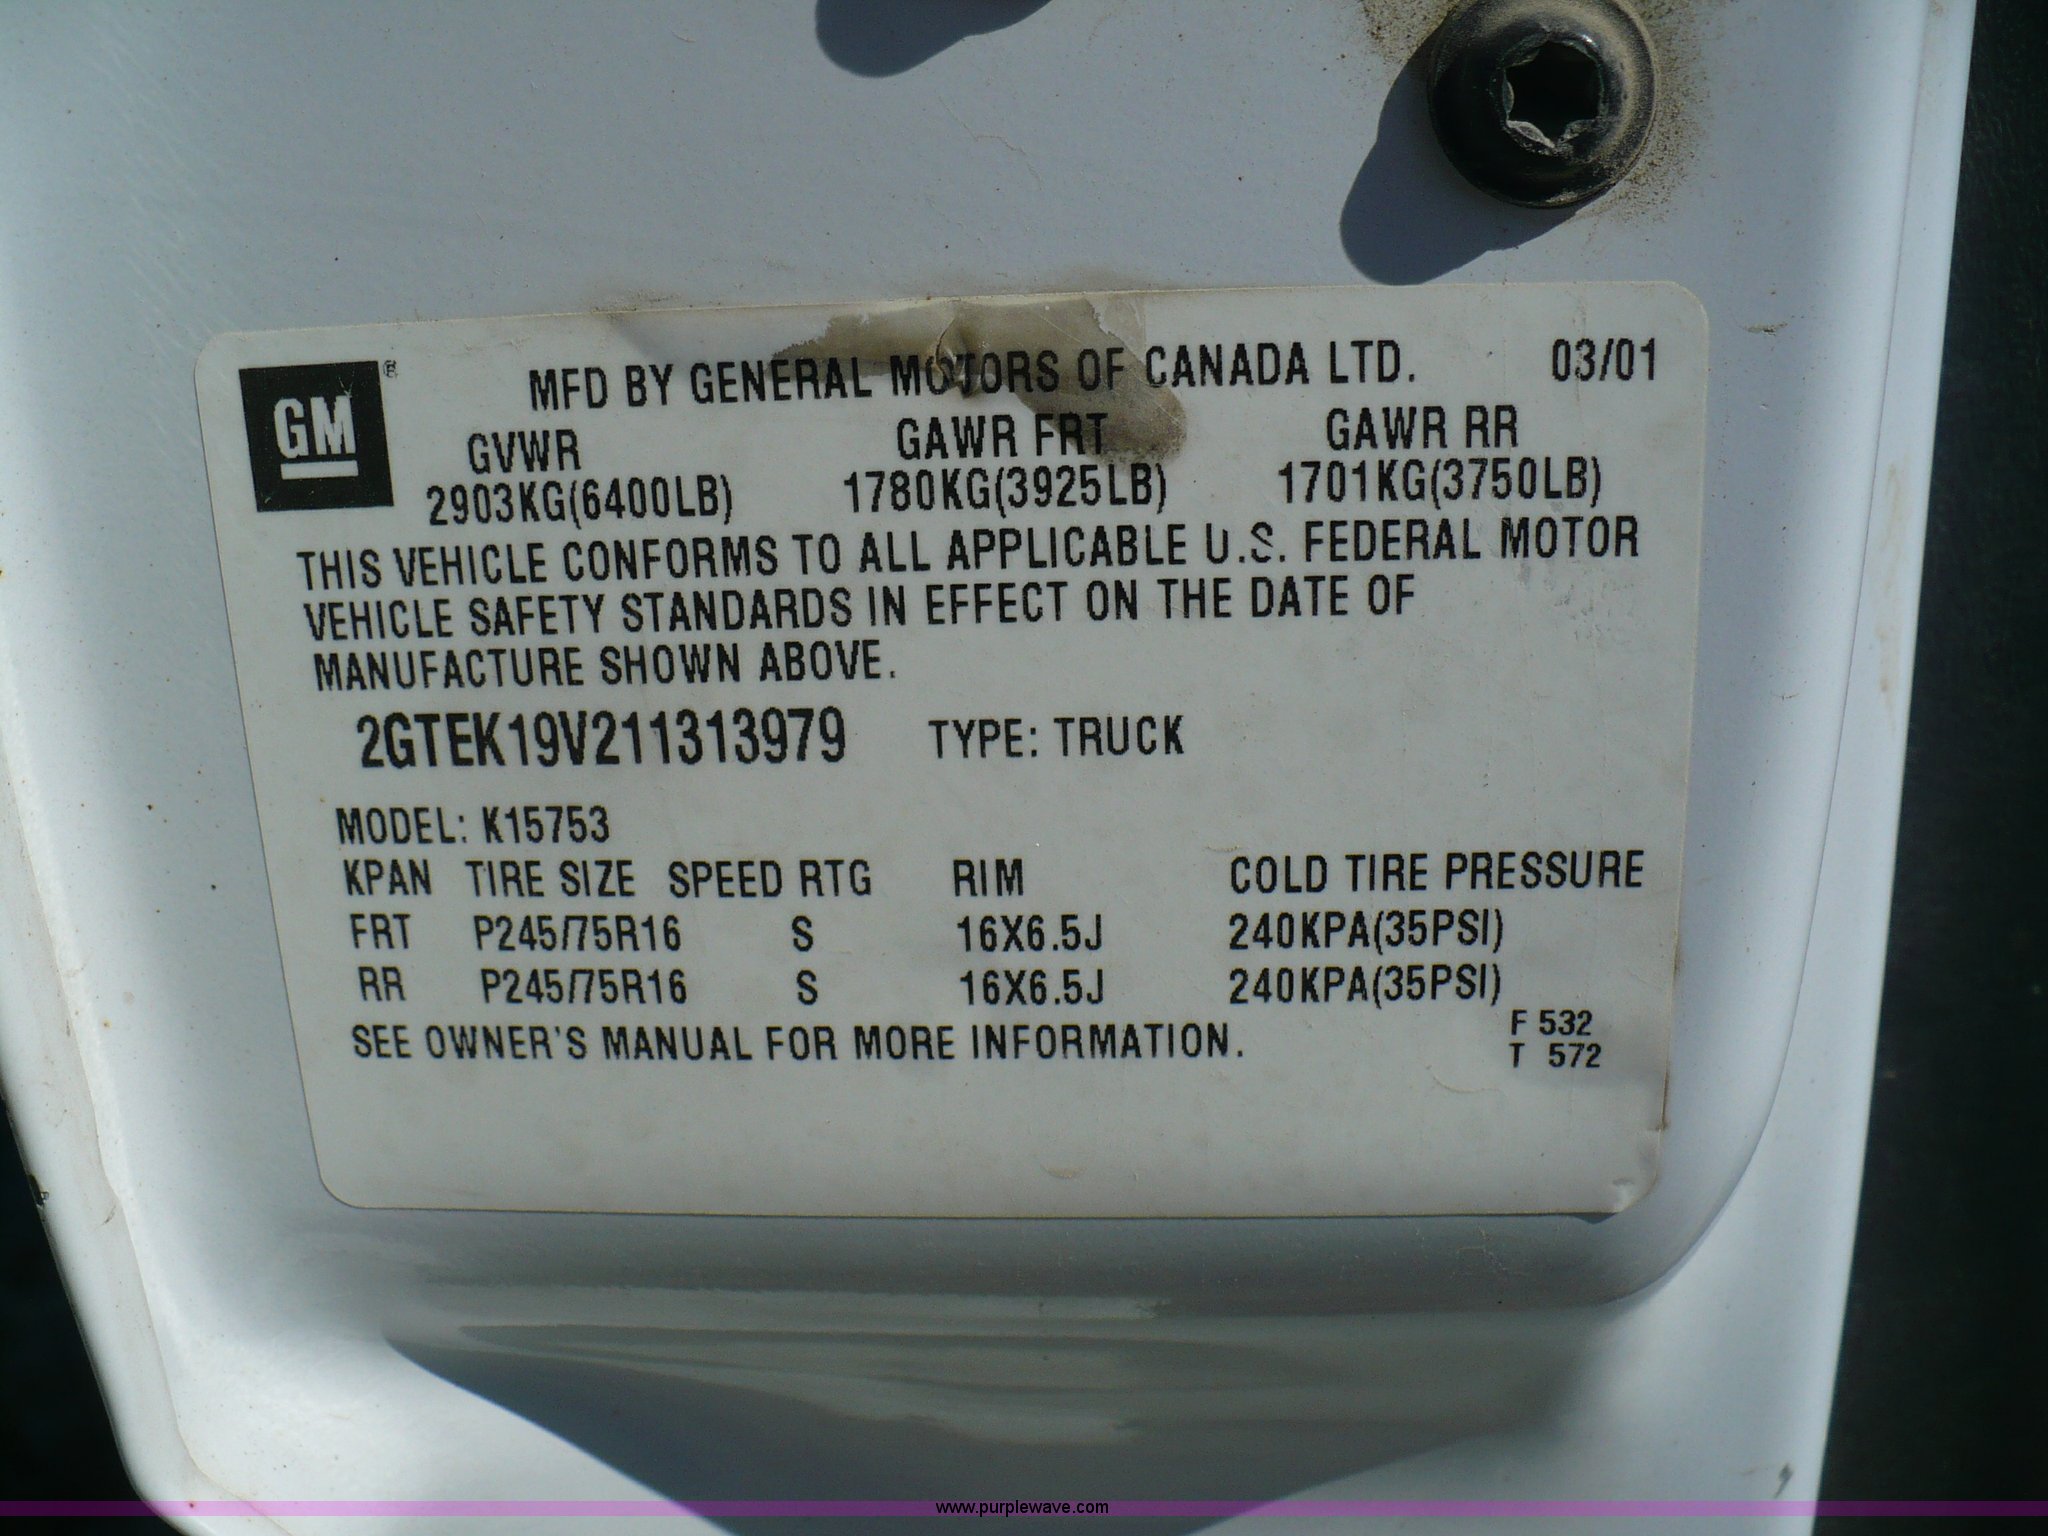 GM®
MFD BY GENERAL MOTORS OF CANADA LTD. 03/01
GVWR GAWR FRT GAWR RR
2903KG(6400LB) 1780KG(3925LB) 1701KG(3750LB)
THIS VEHICLE CONFORMS TO ALL APPLICABLE U.S. FEDERAL MOTOR
VEHICLE SAFETY STANDARDS IN EFFECT ON THE DATE OF
MANUFACTURE SHOWN ABOVE.
2GTEK19V211313979 TYPE: TRUCK
MODEL: K15753
KPAN TIRE SIZE SPEED RTG RIM COLD TIRE PRESSURE
FRT P245/75R16 S 16X6.5J 240KPA(35PSI)
RR P245/75R16 S 16X6.5J 240KPA(35PSI)
SEE OWNER'S MANUAL FOR MORE INFORMATION.
F 532
T 572
www.purplewave.com